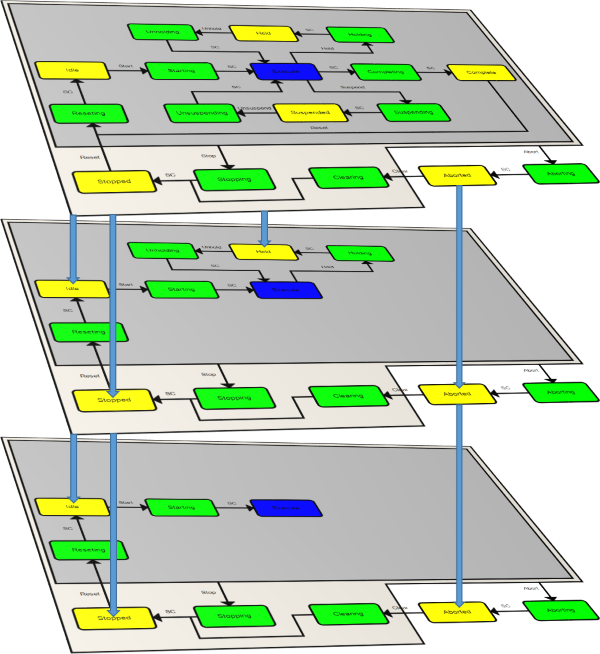 Unholding Unhold Hold SC Holding
SC Hold
Idle Start Starting SC Execute SC Completing SC Complete
SC SC Suspend
Resetting Unsuspending Unsuspend Suspended SC Suspending
Reset
Reset Stop Abort
Stopped SC Stopping Clearing Clear Aborted SC Aborting
Unholding Unhold Hold SC Holding
SC Hold
Idle Start Starting SC Execute
SC
Resetting
Reset Stop Abort
Stopped SC Stopping Clearing Clear Aborted SC Aborting
Idle Start Starting SC Execute
SC
Resetting
Reset Stop Abort
Stopped SC Stopping Clearing Clear Aborted SC Aborting